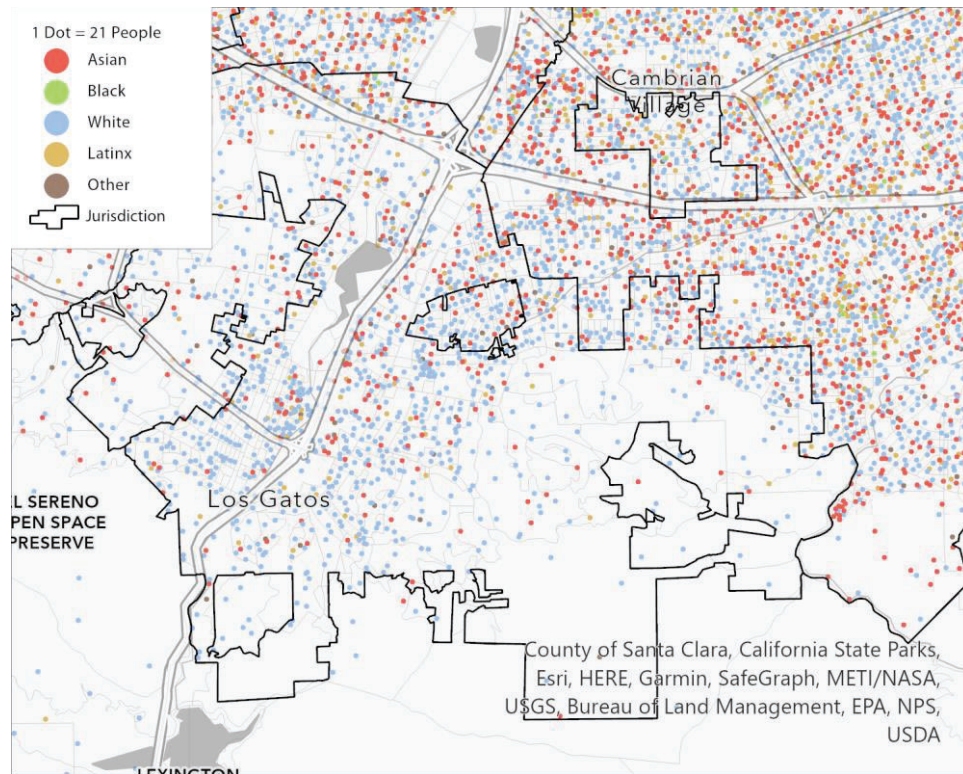 1 Dot = 21 People
Asian
Black
White
Latinx
Other
Jurisdiction
Cambrian
Village
Los Gatos
EL SERENO
PEN SPACE
PRESERVE
County of Santa Clara, California State Parks,
Esri, HERE, Garmin, SafeGraph, METI/NASA,
USGS, Bureau of Land Management, EPA, NPS,
USDA
LEXINGTON